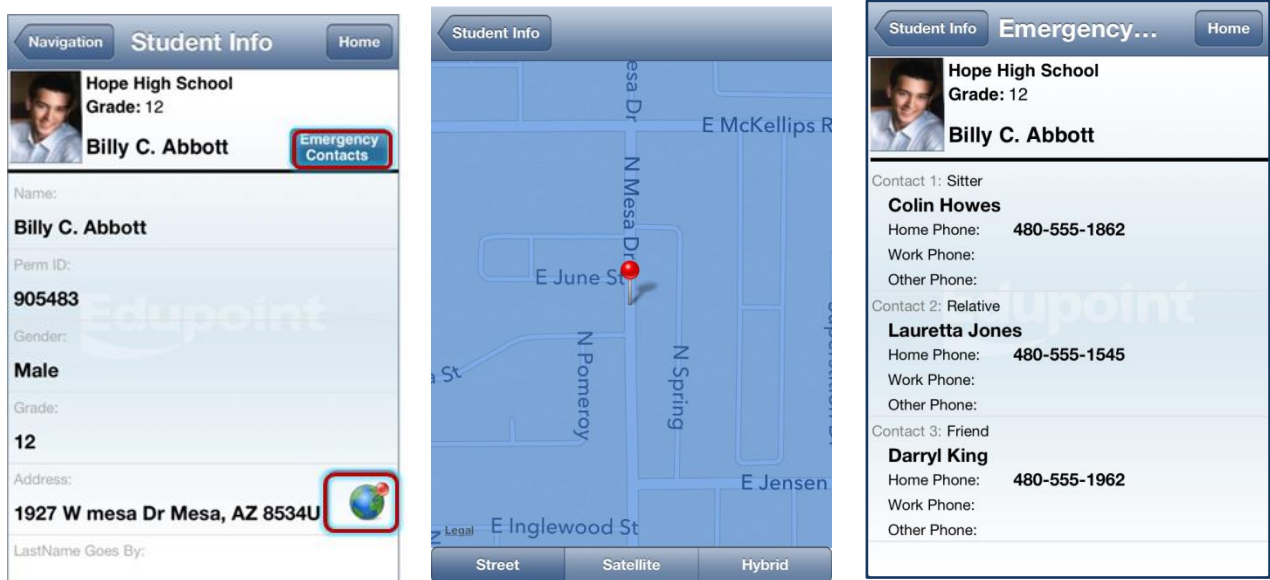 Navigation
Student Info
Home
Hope High School
Grade: 12
Billy C. Abbott
Emergency
Contacts
Name:
Billy C. Abbott
Perm ID:
905483
Edupoint
Gender:
Male
Grade:
12
Address:
1927 W mesa Dr Mesa, AZ 8534U
LastName Goes By:
Student Info
esa Dr
E McKellips R
N Mesa Dr
E June St
N Pomeroy
N Spring
a St
E Jensen
Legal
E Inglewood St
Street
Satellite
Hybrid
Student Info
Emergency...
Home
Hope High School
Grade: 12
Billy C. Abbott
Contact 1: Sitter
Colin Howes
Home Phone: 480-555-1862
Work Phone:
Other Phone:
Contact 2: Relative
Lauretta Jones
Home Phone: 480-555-1545
Work Phone:
Other Phone:
Contact 3: Friend
Darryl King
Home Phone: 480-555-1962
Work Phone:
Other Phone: